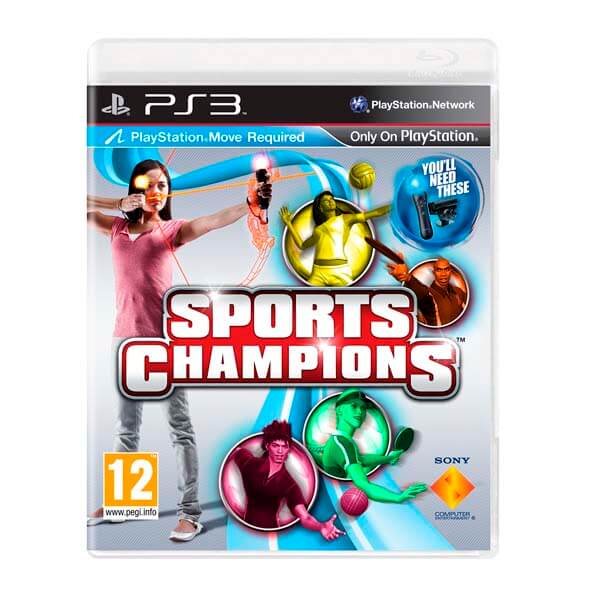 PS3
PlayStation®Network
PlayStation®Move Required
Only On PlayStation®
YOU'LL
NEED
THESE
SPORTS
CHAMPIONS™
12
www.pegi.info
SONY
COMPUTER
ENTERTAINMENT ®